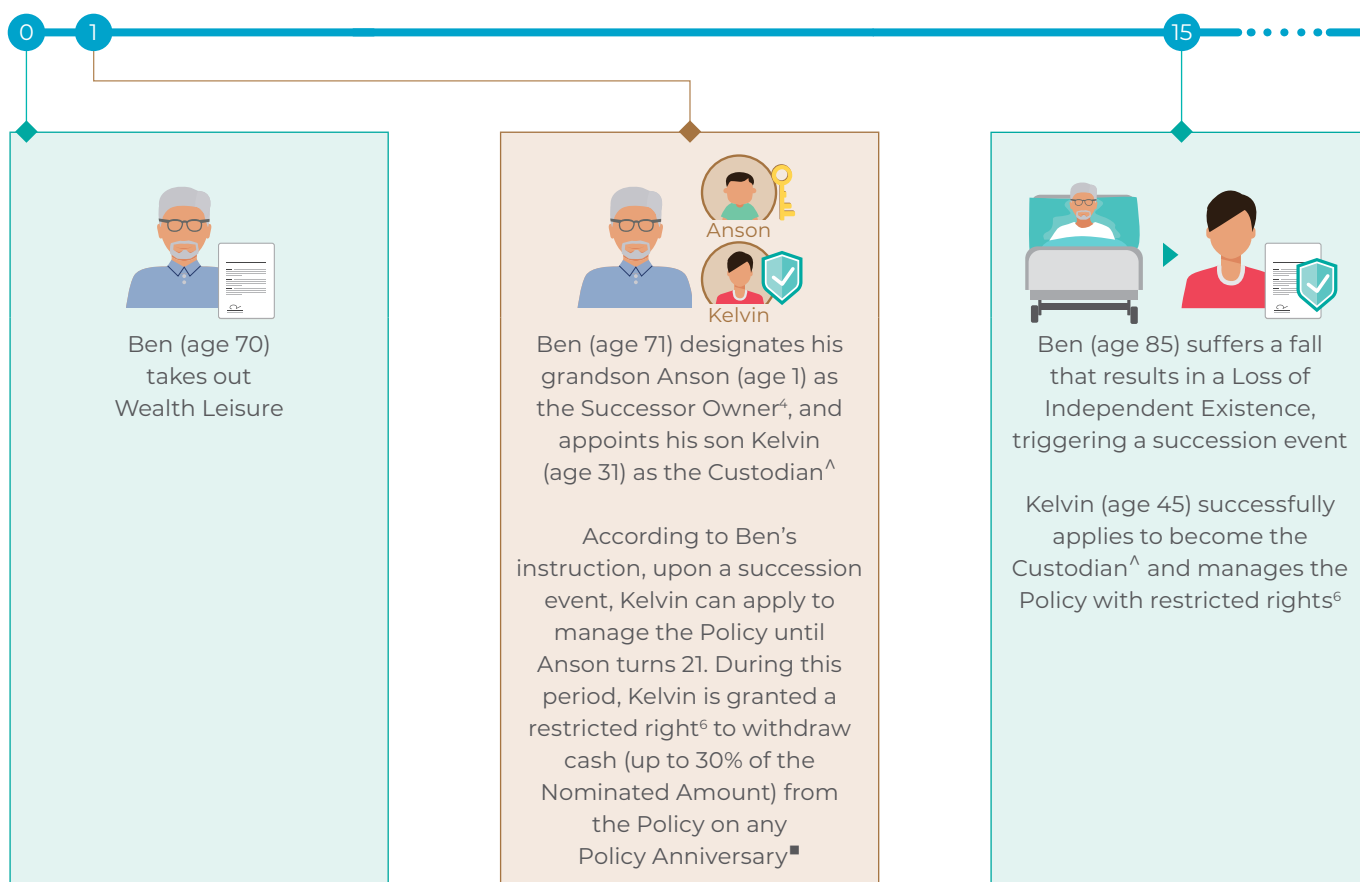 0
1
15
Ben (age 70)
takes out
Wealth Leisure
Anson
Kelvin
Ben (age 71) designates his
grandson Anson (age 1) as
the Successor Owner⁴, and
appoints his son Kelvin
(age 31) as the Custodian^
According to Ben’s
instruction, upon a succession
event, Kelvin can apply to
manage the Policy until
Anson turns 21. During this
period, Kelvin is granted a
restricted right⁶ to withdraw
cash (up to 30% of the
Nominated Amount) from
the Policy on any
Policy Anniversary■
Ben (age 85) suffers a fall
that results in a Loss of
Independent Existence,
triggering a succession event
Kelvin (age 45) successfully
applies to become the
Custodian^ and manages the
Policy with restricted rights⁶